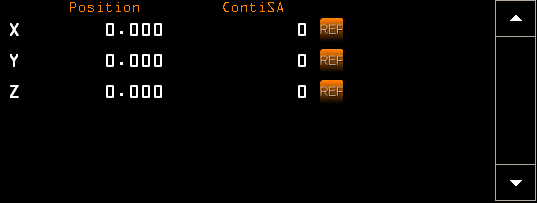 Position ContiSA
X 0.000 0 REF
Y 0.000 0 REF
Z 0.000 0 REF